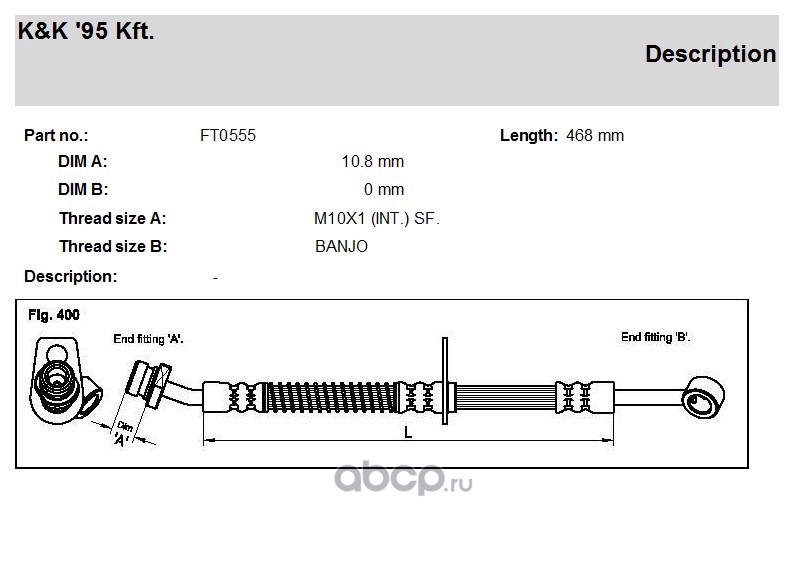 K&K '95 Kft.
Description
Part no.: FT0555 Length: 468 mm
DIM A: 10.8 mm
DIM B: 0 mm
Thread size A: M10X1 (INT.) SF.
Thread size B: BANJO
Description: -
Fig. 400
End fitting 'A'.
End fitting 'B'.
Dim
'A'
L
abcp.ru